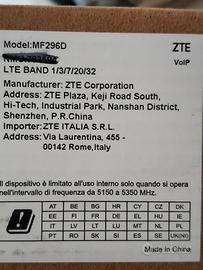 Model:MF296D
ZTE
VoIP
LTE BAND 1/3/7/20/32
Manufacturer: ZTE Corporation
Address: ZTE Plaza, Keji Road South,
Hi-Tech, Industrial Park, Nanshan District,
Shenzhen, P.R.China
Importer:ZTE ITALIA S.R.L.
Address: Via Laurentina, 455 -
00142 Rome,Italy
Il dispositivo è limitato all'uso interno solo quando si opera
nell'intervallo di frequenza da 5150 a 5350 MHz.
AT BE BG CH CY CZ DK
EE FI FR DE EL HU IE
IT LV LT LU MT NL PL
PT RO SK SI ES SE UK(NI)
Made in China